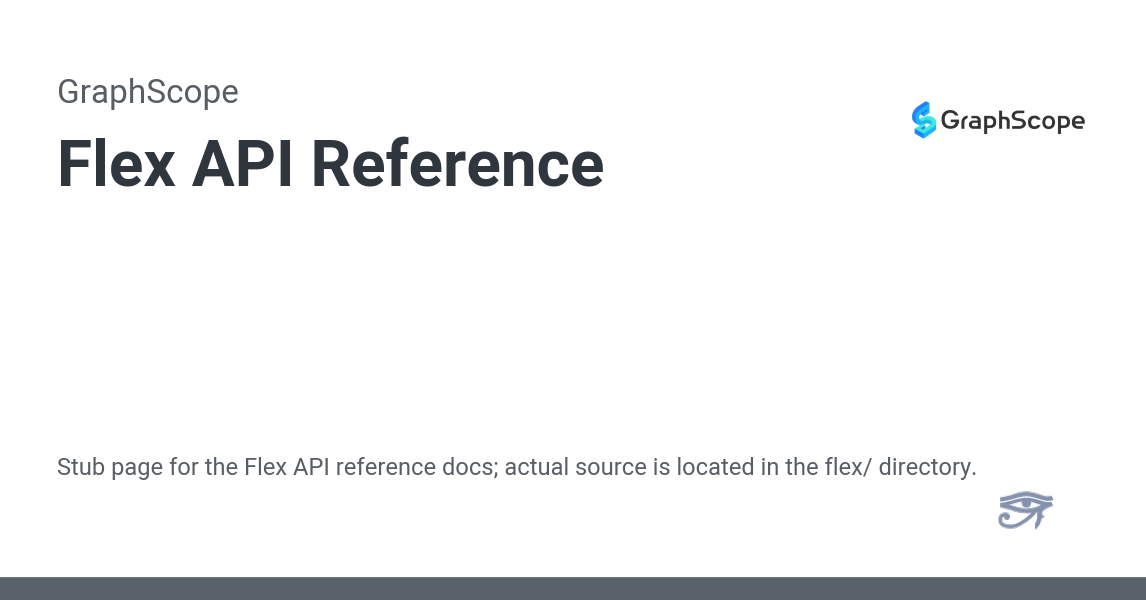 GraphScope
GraphScope
Flex API Reference
Stub page for the Flex API reference docs; actual source is located in the flex/ directory.